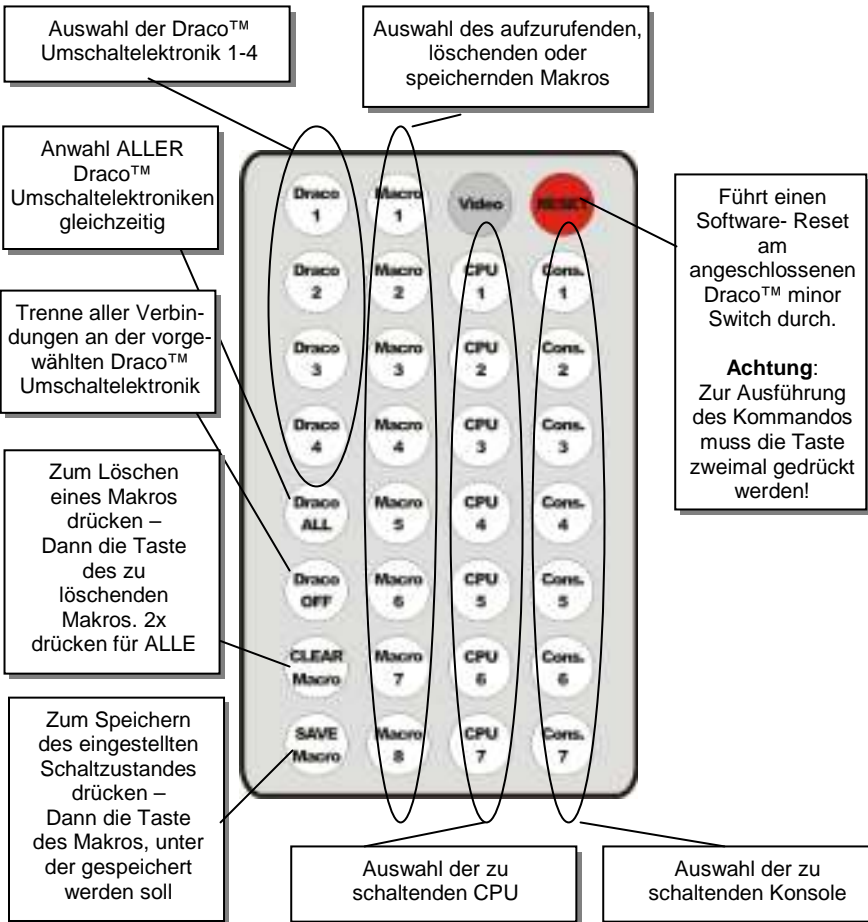 Auswahl der Draco™
Umschaltelektronik 1-4
Auswahl des aufzurufenden,
löschenden oder
speichernden Makros
Anwahl ALLER
Draco™
Umschaltelektroniken
gleichzeitig
Trenne aller Verbin-
dungen an der vorge-
wählten Draco™
Umschaltelektronik
Zum Löschen
eines Makros
drücken –
Dann die Taste
des zu
löschenden
Makros. 2x
drücken für ALLE
Zum Speichern
des eingestellten
Schaltzustandes
drücken –
Dann die Taste
des Makros, unter
der gespeichert
werden soll
Draco
1
Macro
1
Video
RESET
Draco
2
Macro
2
CPU
1
Cons.
1
Draco
3
Macro
3
CPU
2
Cons.
2
Draco
4
Macro
4
CPU
3
Cons.
3
Draco
ALL
Macro
5
CPU
4
Cons.
4
Draco
OFF
Macro
6
CPU
5
Cons.
5
CLEAR
Macro
Macro
7
CPU
6
Cons.
6
SAVE
Macro
Macro
8
CPU
7
Cons.
7
Führt einen
Software- Reset
am
angeschlossenen
Draco™ minor
Switch durch.
Achtung:
Zur Ausführung
des Kommandos
muss die Taste
zweimal gedrückt
werden!
Auswahl der zu
schaltenden CPU
Auswahl der zu
schaltenden Konsole